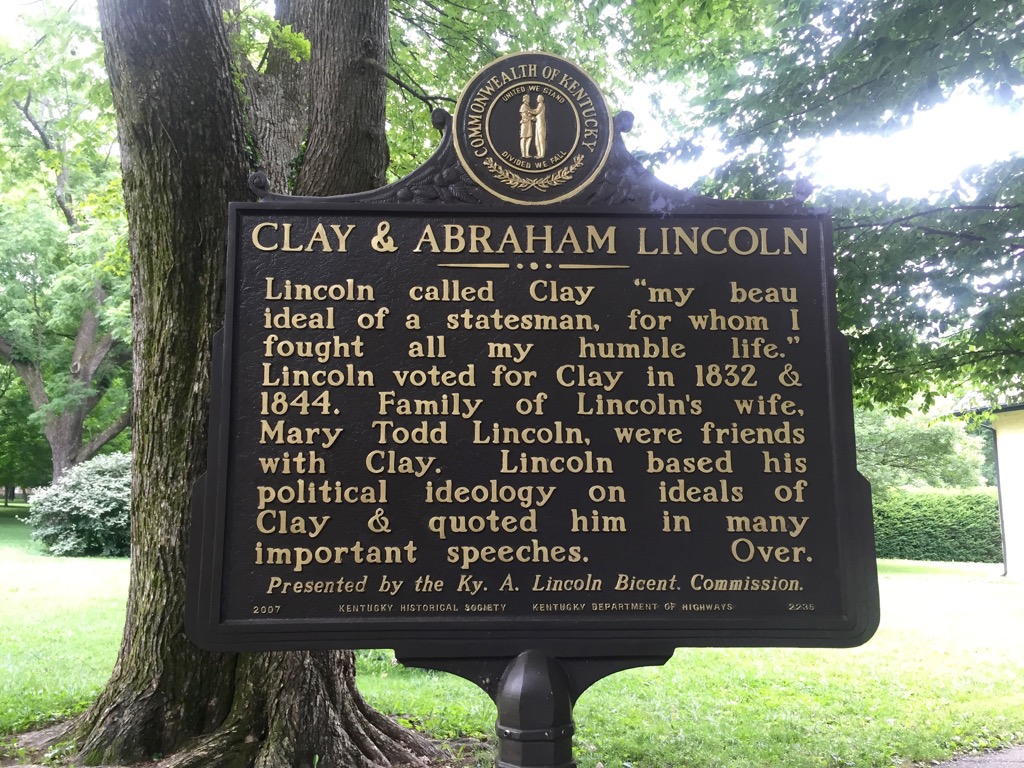 COMMONWEALTH OF KENTUCKY
UNITED WE STAND
DIVIDED WE FALL
CLAY & ABRAHAM LINCOLN
Lincoln called Clay "my beau
ideal of a statesman, for whom I
fought all my humble life."
Lincoln voted for Clay in 1832 &
1844. Family of Lincoln's wife,
Mary Todd Lincoln, were friends
with Clay. Lincoln based his
political ideology on ideals of
Clay & quoted him in many
important speeches. Over.
Presented by the Ky. A. Lincoln Bicent. Commission.
2007 KENTUCKY HISTORICAL SOCIETY KENTUCKY DEPARTMENT OF HIGHWAYS 2235